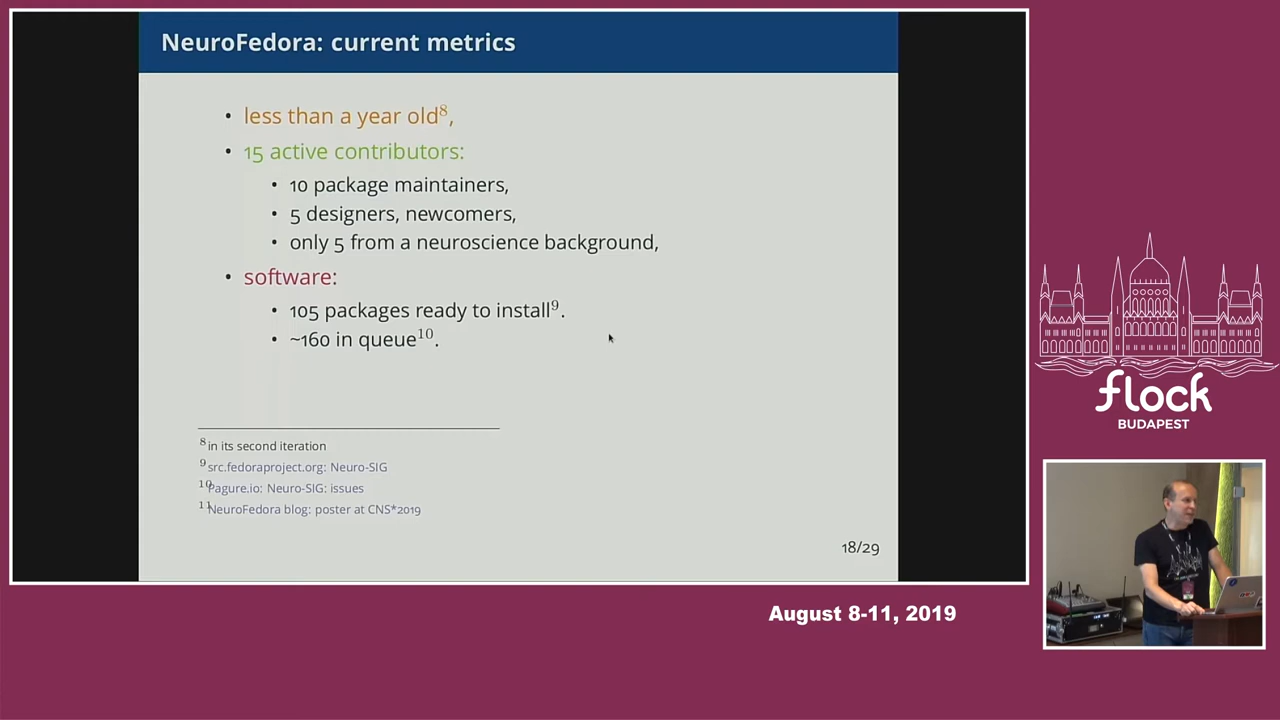 NeuroFedora: current metrics
• less than a year old⁸,
• 15 active contributors:
• 10 package maintainers,
• 5 designers, newcomers,
• only 5 from a neuroscience background,
• software:
• 105 packages ready to install⁹.
• ~160 in queue¹⁰.
⁸in its second iteration
⁹src.fedoraproject.org: Neuro-SIG
¹⁰Pagure.io: Neuro-SIG: issues
¹¹NeuroFedora blog: poster at CNS*2019
18/29
flock
BUDAPEST
August 8-11, 2019